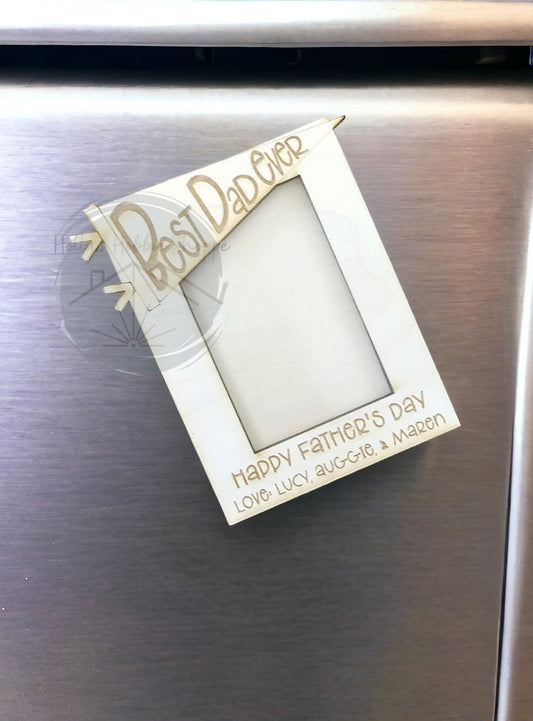 Best Dad Ever
Happy Father's Day
Love: Lucy, Auggie, & Maren